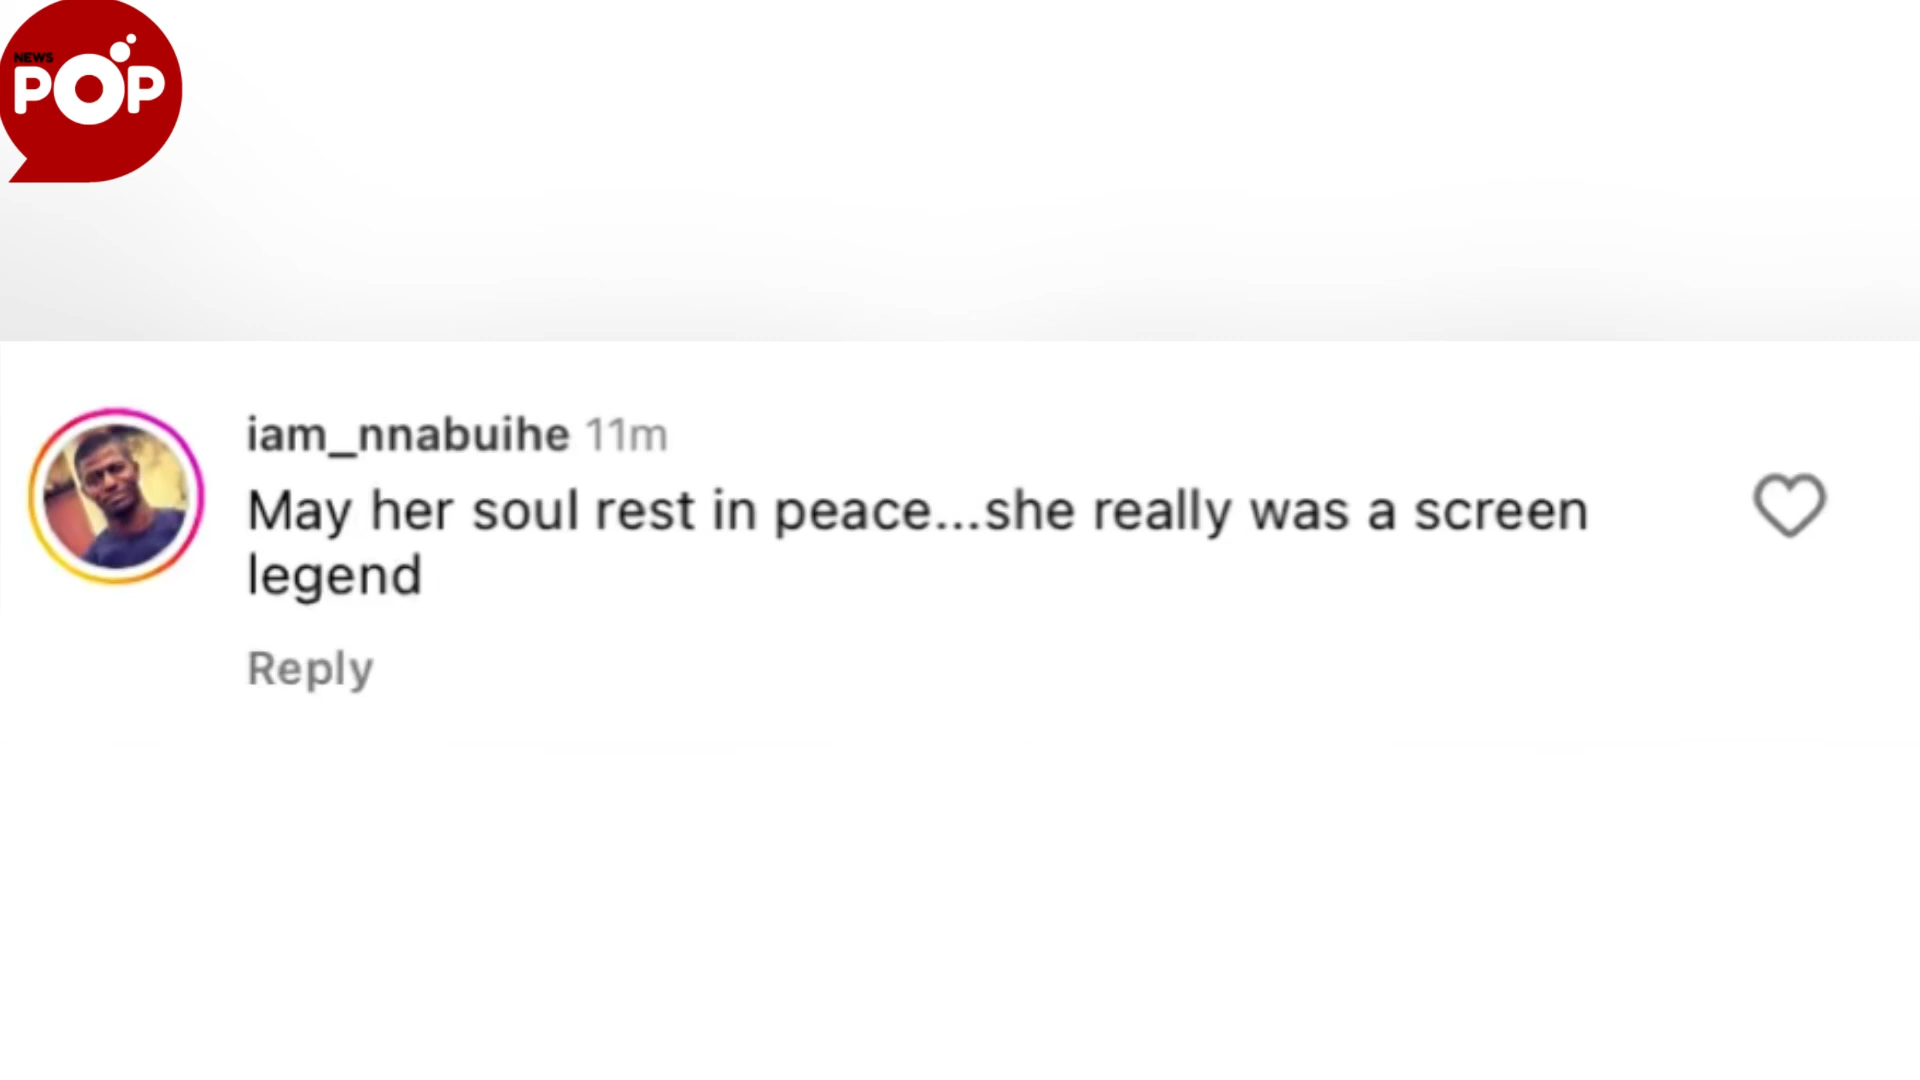 NEWS
POP
iam_nnabuihe 11m
May her soul rest in peace...she really was a screen
legend
Reply